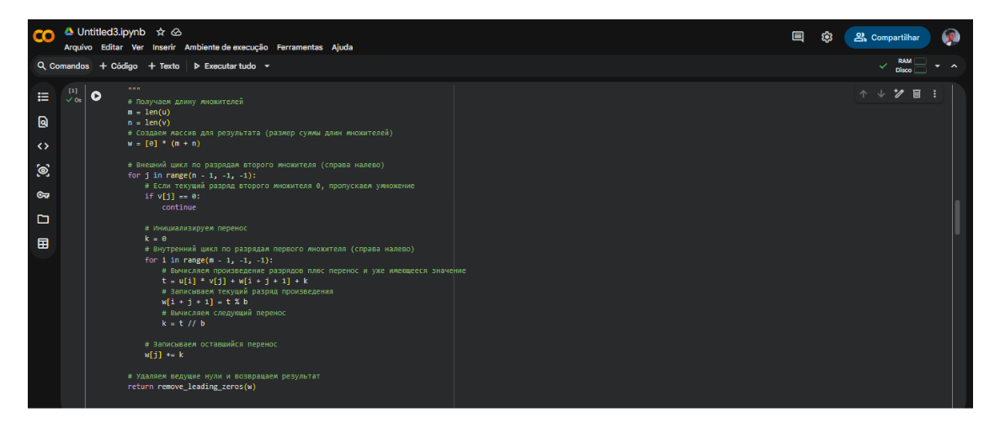 CO Untitled3.ipynb
Arquivo Editar Ver Inserir Ambiente de execução Ferramentas Ajuda
Compartilhar
Comandos + Código + Texto Executar tudo
RAM
Disco
[1]
0s
"""
# Получаем длину множителей
m = len(u)
n = len(v)
# Создаем массив для результата (размер суммы длин множителей)
w = [0] * (m + n)
# Внешний цикл по разрядам второго множителя (справа налево)
for j in range(n - 1, -1, -1):
# Если текущий разряд второго множителя 0, пропускаем умножение
if v[j] == 0:
continue
# Инициализируем перенос
k = 0
# Внутренний цикл по разрядам первого множителя (справа налево)
for i in range(m - 1, -1, -1):
# Вычисляем произведение разрядов плюс перенос и уже имеющееся значение
t = u[i] * v[j] + w[i + j + 1] + k
# Записываем текущий разряд произведения
w[i + j + 1] = t % b
# Вычисляем следующий перенос
k = t // b
# Записываем оставшийся перенос
w[j] += k
# Удаляем ведущие нули и возвращаем результат
return remove_leading_zeros(w)